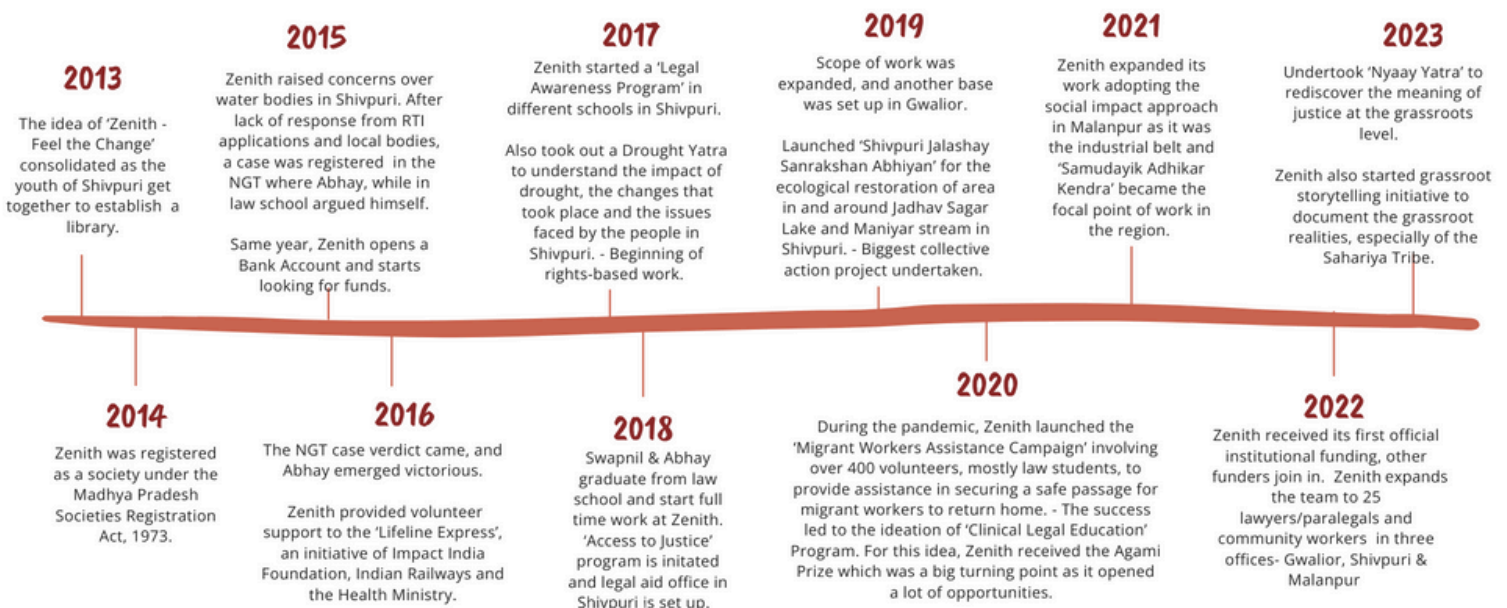 2013
The idea of ‘Zenith -
Feel the Change’
consolidated as the
youth of Shivpuri get
together to establish a
library.
2014
Zenith was registered
as a society under the
Madhya Pradesh
Societies Registration
Act, 1973.
2015
Zenith raised concerns over
water bodies in Shivpuri. After
lack of response from RTI
applications and local bodies,
a case was registered in the
NGT where Abhay, while in
law school argued himself.
Same year, Zenith opens a
Bank Account and starts
looking for funds.
2016
The NGT case verdict came, and
Abhay emerged victorious.
Zenith provided volunteer
support to the ‘Lifeline Express’,
an initiative of Impact India
Foundation, Indian Railways and
the Health Ministry.
2017
Zenith started a ‘Legal
Awareness Program’ in
different schools in Shivpuri.
Also took out a Drought Yatra
to understand the impact of
drought, the changes that
took place and the issues
faced by the people in
Shivpuri. - Beginning of
rights-based work.
2018
Swapnil & Abhay
graduate from law
school and start full
time work at Zenith.
‘Access to Justice’
program is initated
and legal aid office in
Shivpuri is set up.
2019
Scope of work was
expanded, and another base
was set up in Gwalior.
Launched ‘Shivpuri Jalashay
Sanrakshan Abhiyan’ for the
ecological restoration of area
in and around Jadhav Sagar
Lake and Maniyar stream in
Shivpuri. - Biggest collective
action project undertaken.
2020
During the pandemic, Zenith launched the
‘Migrant Workers Assistance Campaign’ involving
over 400 volunteers, mostly law students, to
provide assistance in securing a safe passage for
migrant workers to return home. - The success
led to the ideation of ‘Clinical Legal Education’
Program. For this idea, Zenith received the Agami
Prize which was a big turning point as it opened
a lot of opportunities.
2021
Zenith expanded its
work adopting the
social impact approach
in Malanpur as it was
the industrial belt and
‘Samudayik Adhikar
Kendra’ became the
focal point of work in
the region.
2022
Zenith received its first official
institutional funding, other
funders join in. Zenith expands
the team to 25
lawyers/paralegals and
community workers in three
offices- Gwalior, Shivpuri &
Malanpur
2023
Undertook ‘Nyaay Yatra’ to
rediscover the meaning of
justice at the grassroots
level.
Zenith also started grassroot
storytelling initiative to
document the grassroot
realities, especially of the
Sahariya Tribe.